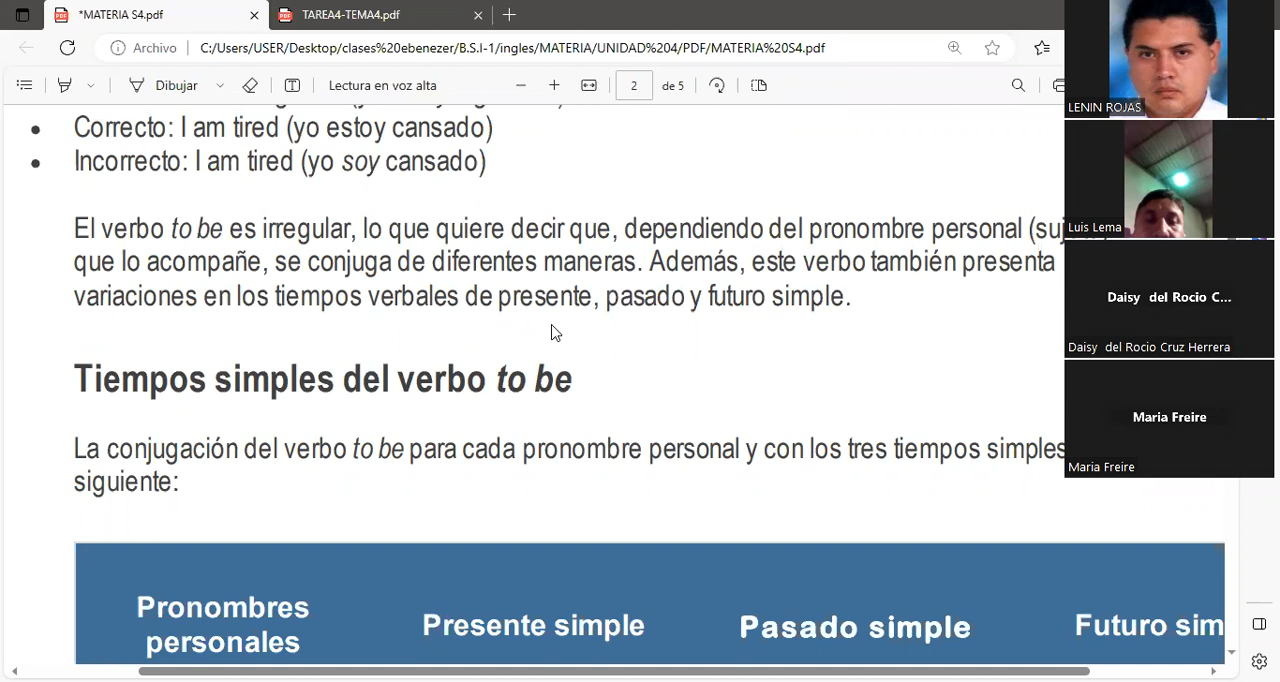 *MATERIA S4.pdf
TAREA4-TEMA4.pdf
Archivo
C:/Users/USER/Desktop/clases%20ebenezer/B.S.I-1/ingles/MATERIA/UNIDAD%204/PDF/MATERIA%20S4.pdf
Dibujar
Lectura en voz alta
2
de 5
Correcto: I am tired (yo estoy cansado)
Incorrecto: I am tired (yo soy cansado)
El verbo to be es irregular, lo que quiere decir que, dependiendo del pronombre personal (suj
que lo acompañe, se conjuga de diferentes maneras. Además, este verbo también presenta
variaciones en los tiempos verbales de presente, pasado y futuro simple.
Tiempos simples del verbo to be
La conjugación del verbo to be para cada pronombre personal y con los tres tiempos simples
siguiente:
Pronombres
personales
Presente simple
Pasado simple
Futuro sim
LENIN ROJAS
Luis Lema
Daisy del Rocio C...
Daisy del Rocio Cruz Herrera
Maria Freire
Maria Freire